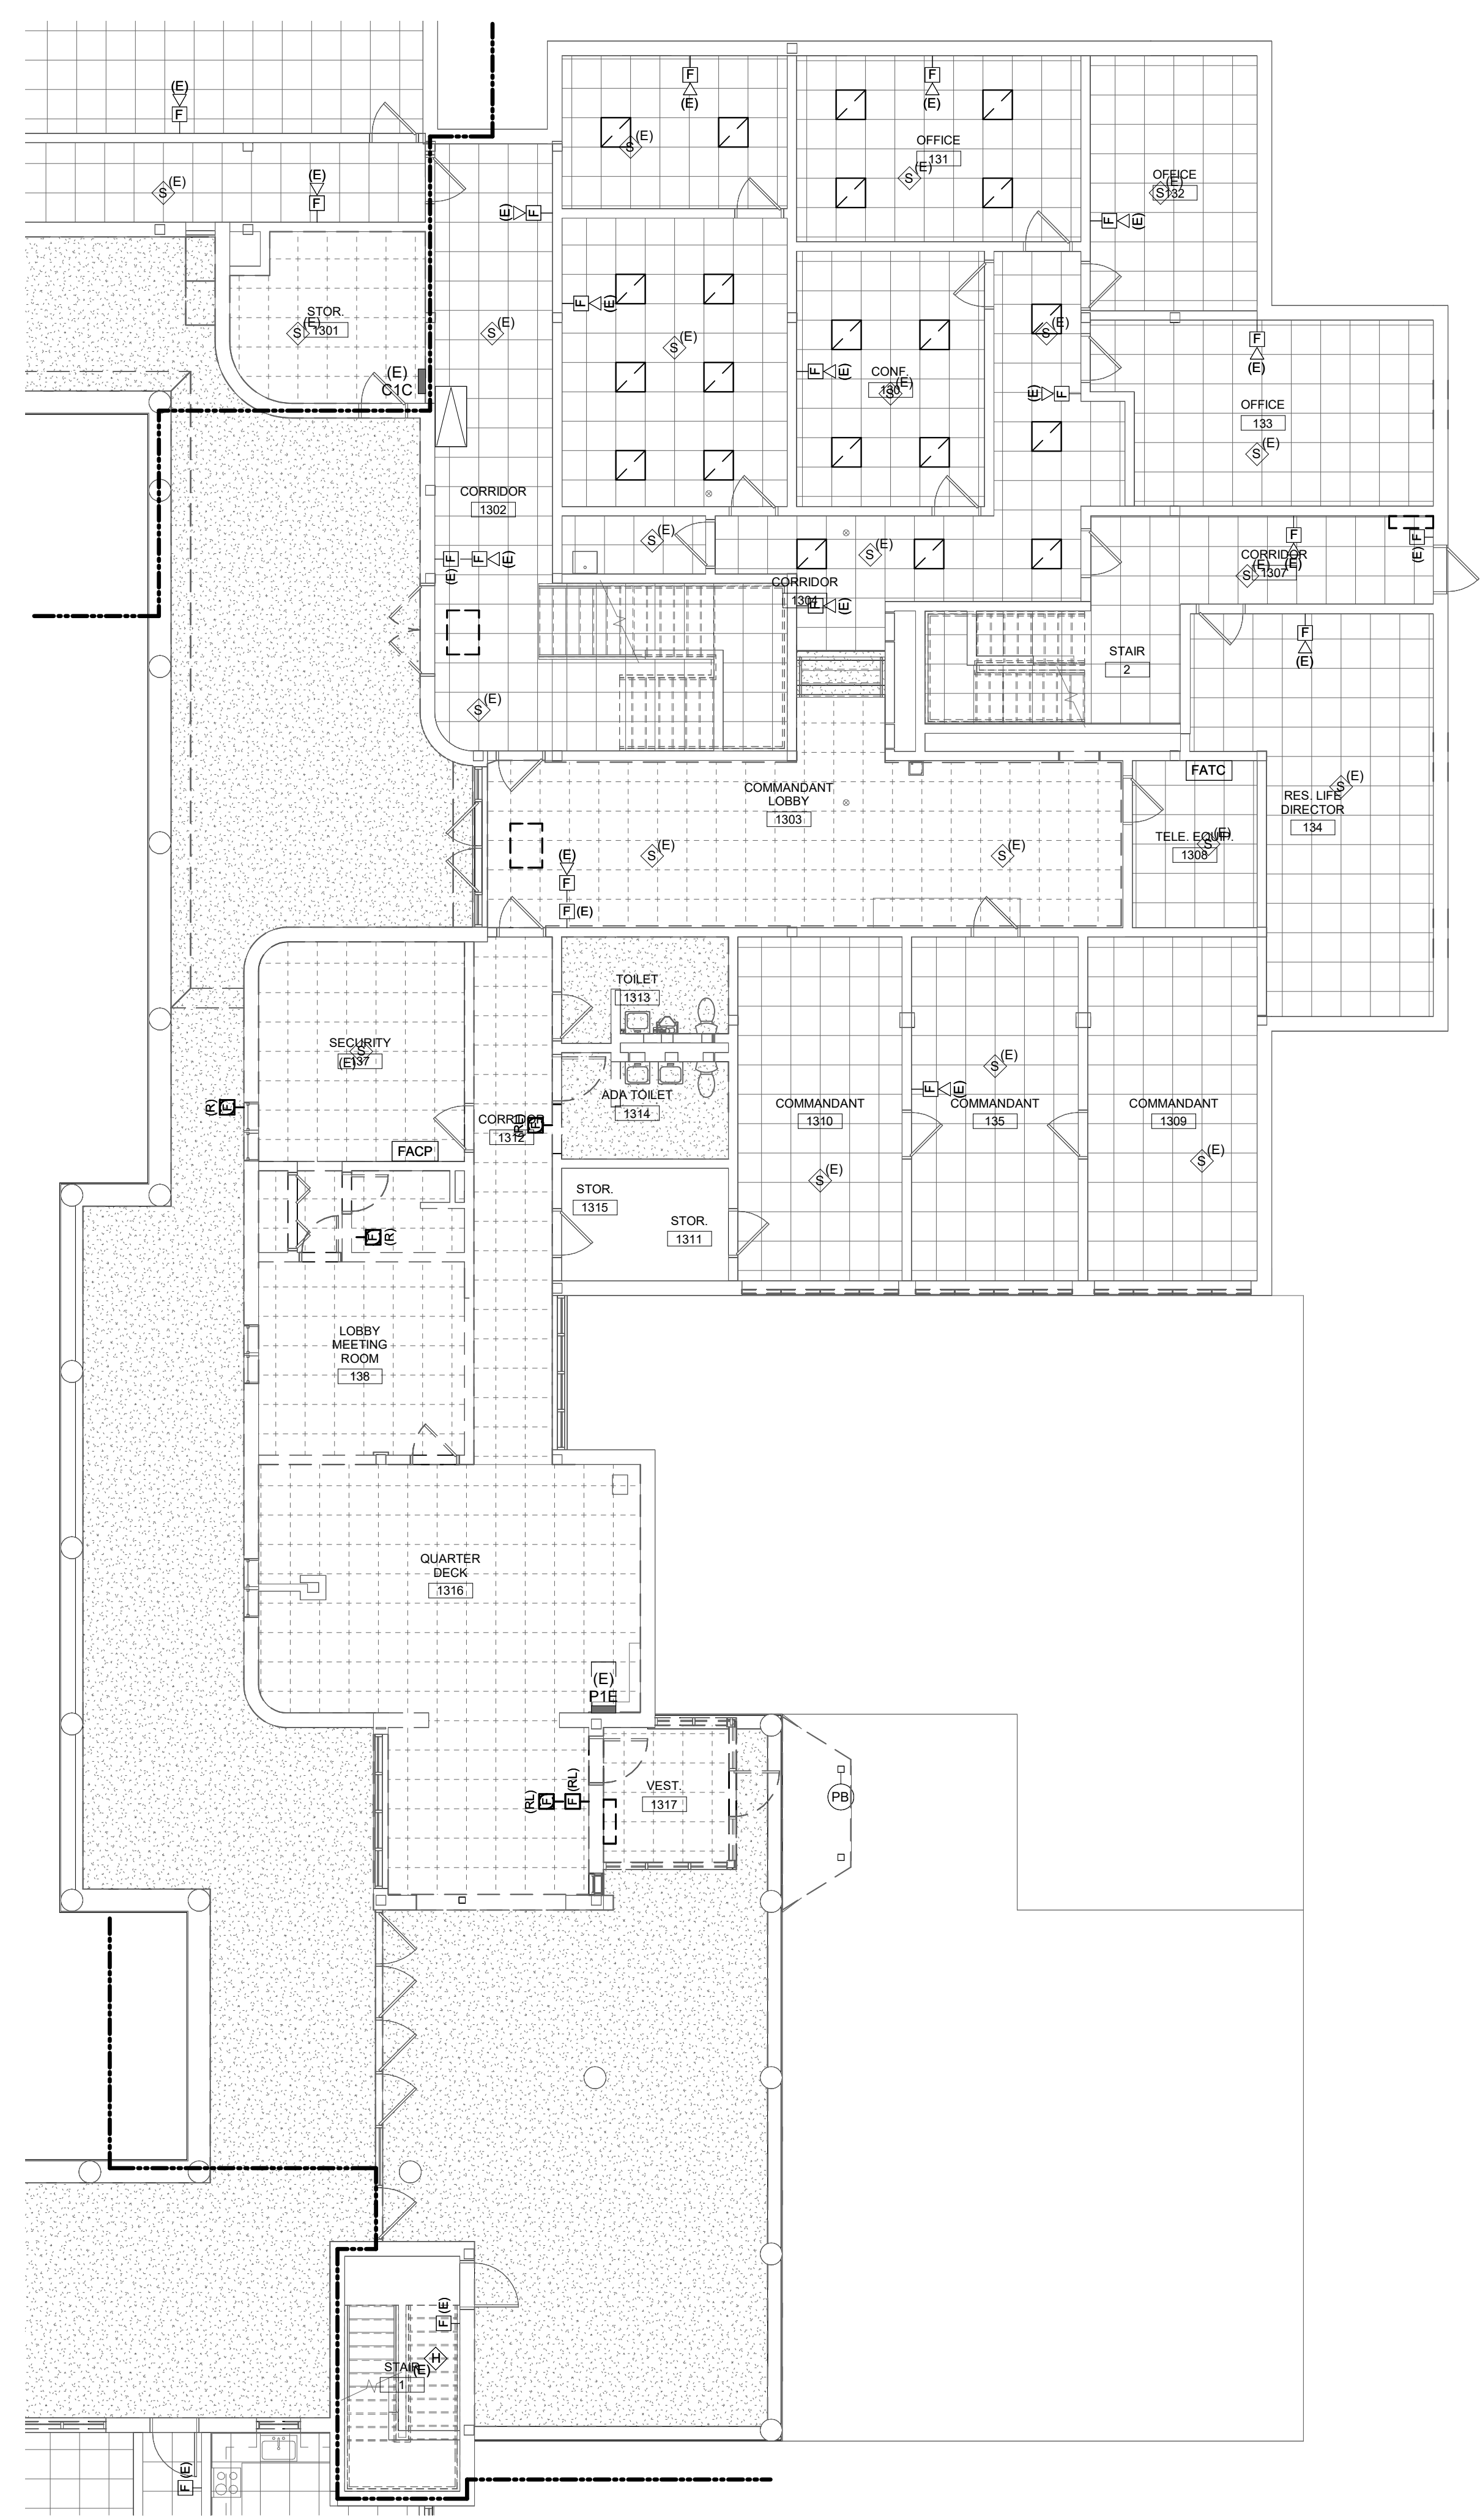 (E)
F
F
(E)
F
(E)
S
(E)
OFFICE
131
S
(E)
OFFICE
132
S
(E)
S
(E)
(E)
F
(E)
F
F
(E)
F
(E)
STOR.
1301
S
(E)
(E)
C1C
S
(E)
S
(E)
F
(E)
CONF.
130
S
(E)
S
(E)
(E)
F
F
(E)
OFFICE
133
S
(E)
CORRIDOR
1302
F
F
(E)
(E)
S
(E)
S
(E)
CORRIDOR
1304
F
(E)
F
(E)
CORRIDOR
1307
S
(E)
F
(E)
STAIR
2
F
(E)
S
(E)
COMMANDANT
LOBBY
1303
FATC
S
(E)
RES. LIFE
DIRECTOR
134
TELE. EQUIP.
1308
S
(E)
(E)
F
F
(E)
S
(E)
S
(E)
TOILET
1313
SECURITY
137
S
(E)
(R)
F
FACP
CORRIDOR
1312
F
ADA TOILET
1314
COMMANDANT
1310
F
(E)
S
(E)
COMMANDANT
135
COMMANDANT
1309
S
(E)
S
(E)
STOR.
1315
STOR.
1311
F
(R)
LOBBY
MEETING
ROOM
138
QUARTER
DECK
1316
(E)
P1E
(RL)
F
F
(RL)
VEST.
1317
PB
(E)
F
H
(E)
STAIR
1
(E)
F